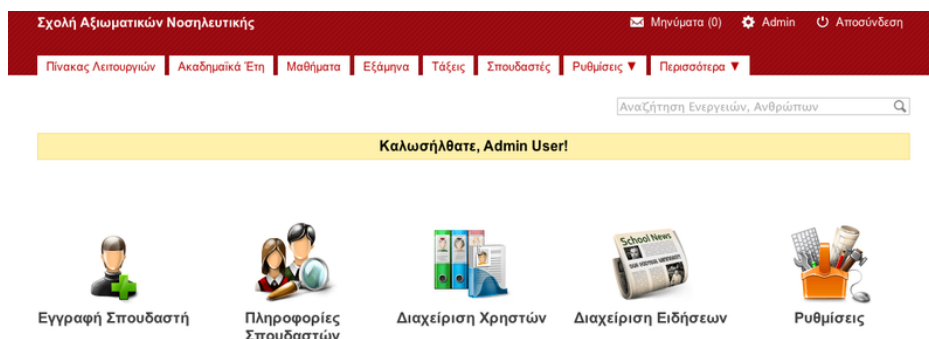 Σχολή Αξιωματικών Νοσηλευτικής
Μηνύματα (0) Admin Αποσύνδεση
Πίνακας Λειτουργιών Ακαδημαϊκά Έτη Μαθήματα Εξάμηνα Τάξεις Σπουδαστές Ρυθμίσεις ▼ Περισσότερα ▼
Αναζήτηση Ενεργειών, Ανθρώπων
Καλωσήλθατε, Admin User!
School News
Εγγραφή Σπουδαστή
Πληροφορίες Σπουδαστών
Διαχείριση Χρηστών
Διαχείριση Ειδήσεων
Ρυθμίσεις